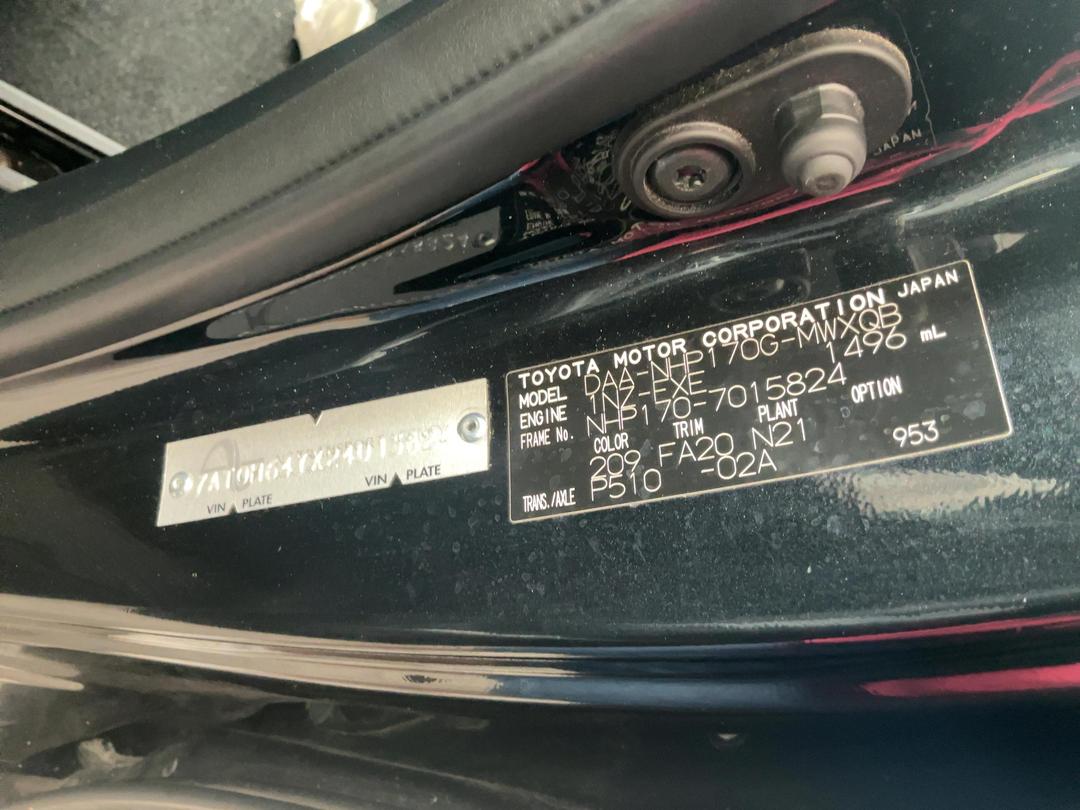 TOYOTA MOTOR CORPORATION JAPAN
MODEL DAA-NHP170G-MWXQB
ENGINE 1NZ-EXE 1496 mL
FRAME No. NHP170-7015824
COLOR TRIM PLANT OPTION
209 FA20 N21 953
TRANS./AXLE P510 -02A
VIN PLATE VIN PLATE
JAPAN